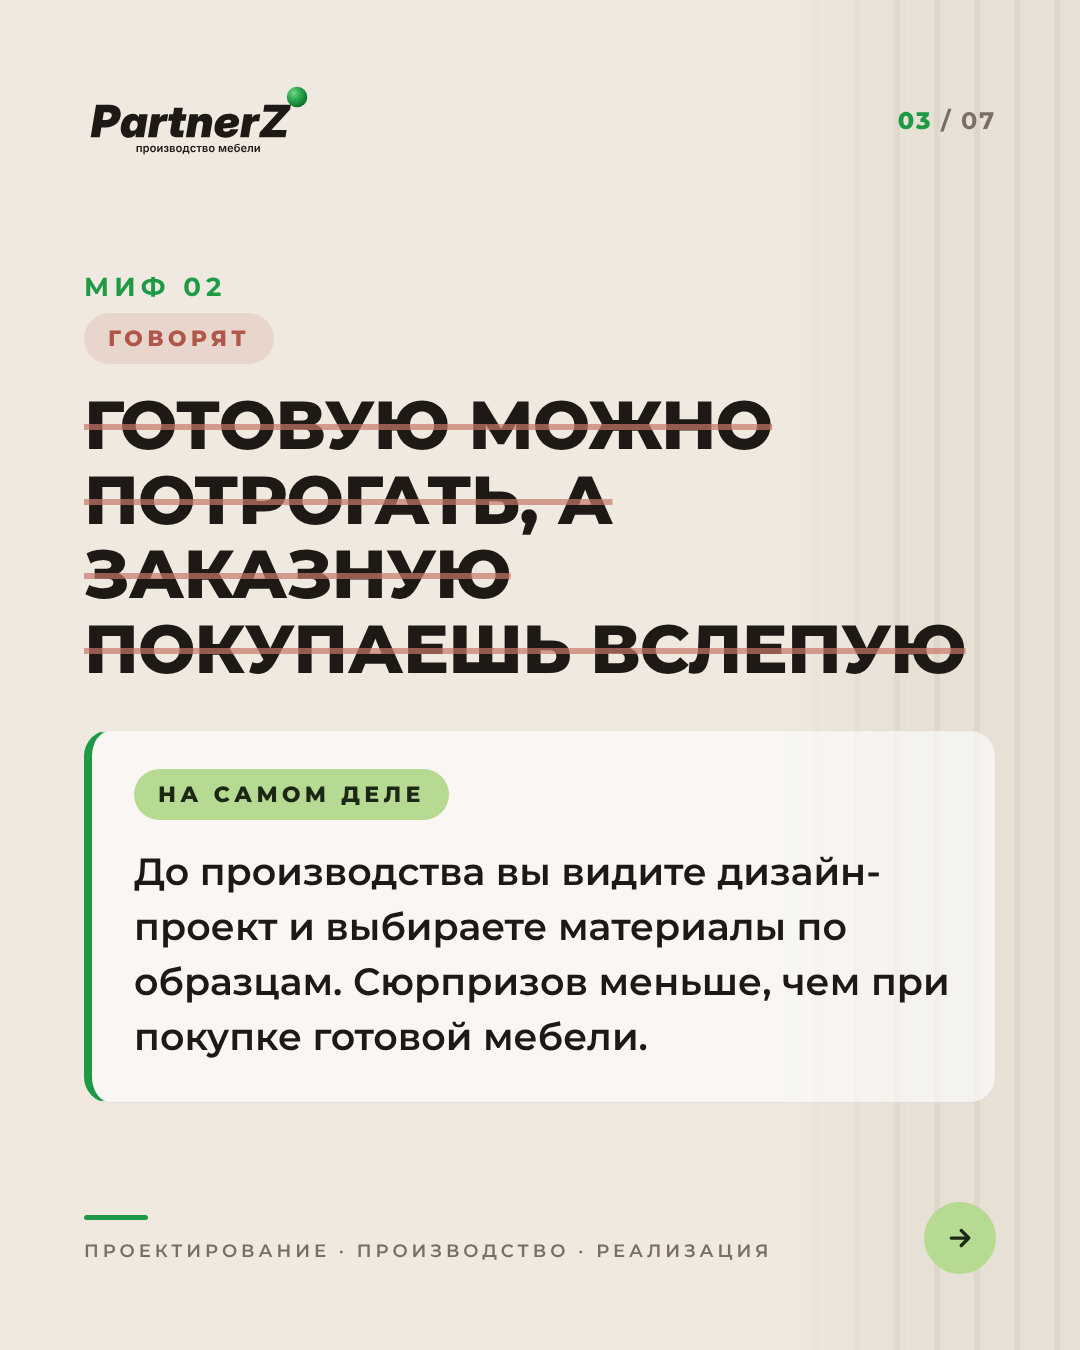 PartnerZ
производство мебели
03 / 07
МИФ 02
ГОВОРЯТ
ГОТОВУЮ МОЖНО
ПОТРОГАТЬ, А
ЗАКАЗНУЮ
ПОКУПАЕШЬ ВСЛЕПУЮ
НА САМОМ ДЕЛЕ
До производства вы видите дизайн-
проект и выбираете материалы по
образцам. Сюрпризов меньше, чем при
покупке готовой мебели.
ПРОЕКТИРОВАНИЕ · ПРОИЗВОДСТВО · РЕАЛИЗАЦИЯ